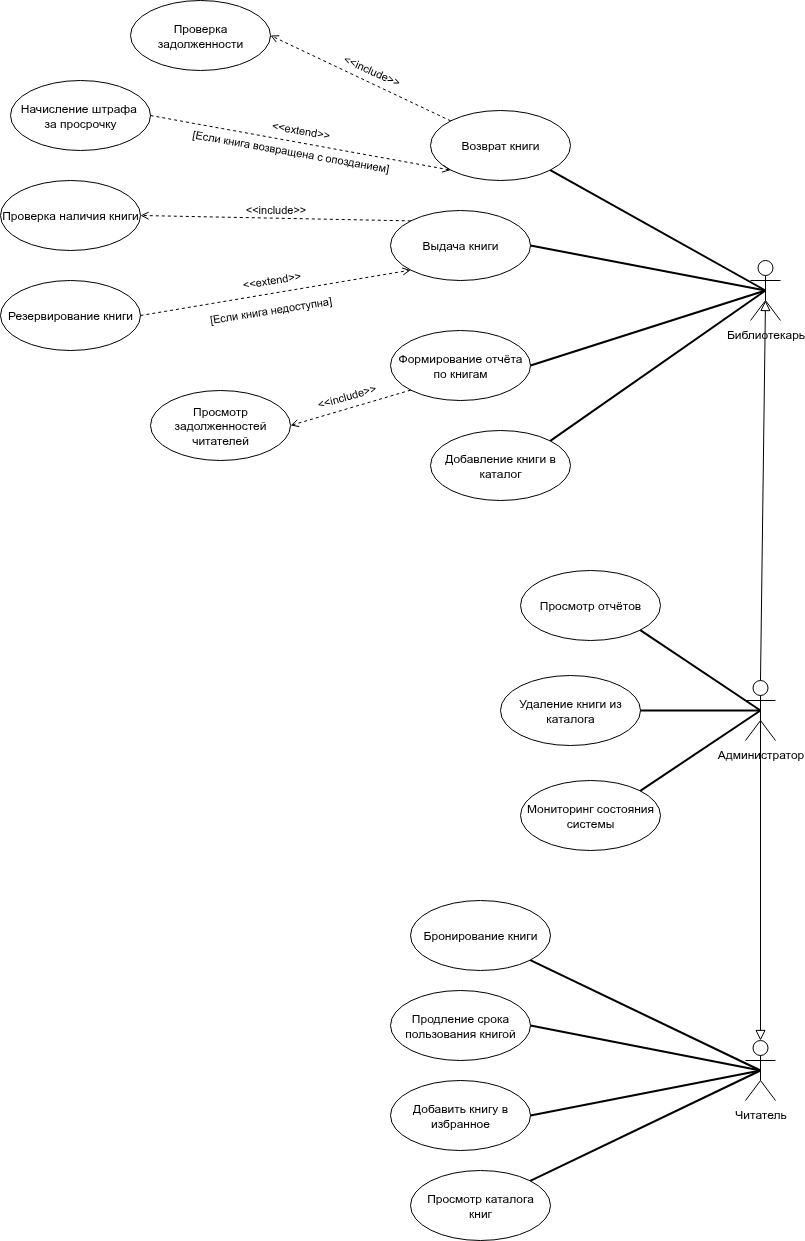 Проверка
задолженности
<<include>>
Начисление штрафа
за просрочку
<<extend>>
[Если книга возвращена с опозданием]
Возврат книги
Проверка наличия книги
<<include>>
Выдача книги
<<extend>>
[Если книга недоступна]
Резервирование книги
Библиотекарь
Формирование отчёта
по книгам
<<include>>
Просмотр
задолженностей
читателей
Добавление книги в
каталог
Просмотр отчётов
Удаление книги из
каталога
Администратор
Мониторинг состояния
системы
Бронирование книги
Продление срока
пользования книгой
Добавить книгу в
избранное
Читатель
Просмотр каталога
книг